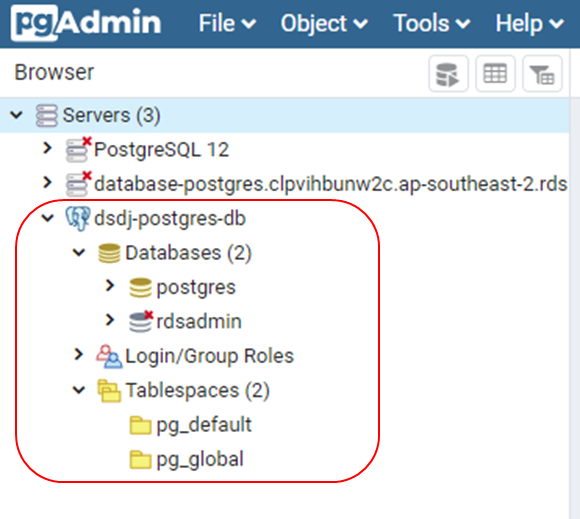 pgAdmin File Object Tools Help
Browser
Servers (3)
PostgreSQL 12
database-postgres.clpvihbunw2c.ap-southeast-2.rds
dsdj-postgres-db
Databases (2)
postgres
rdsadmin
Login/Group Roles
Tablespaces (2)
pg_default
pg_global